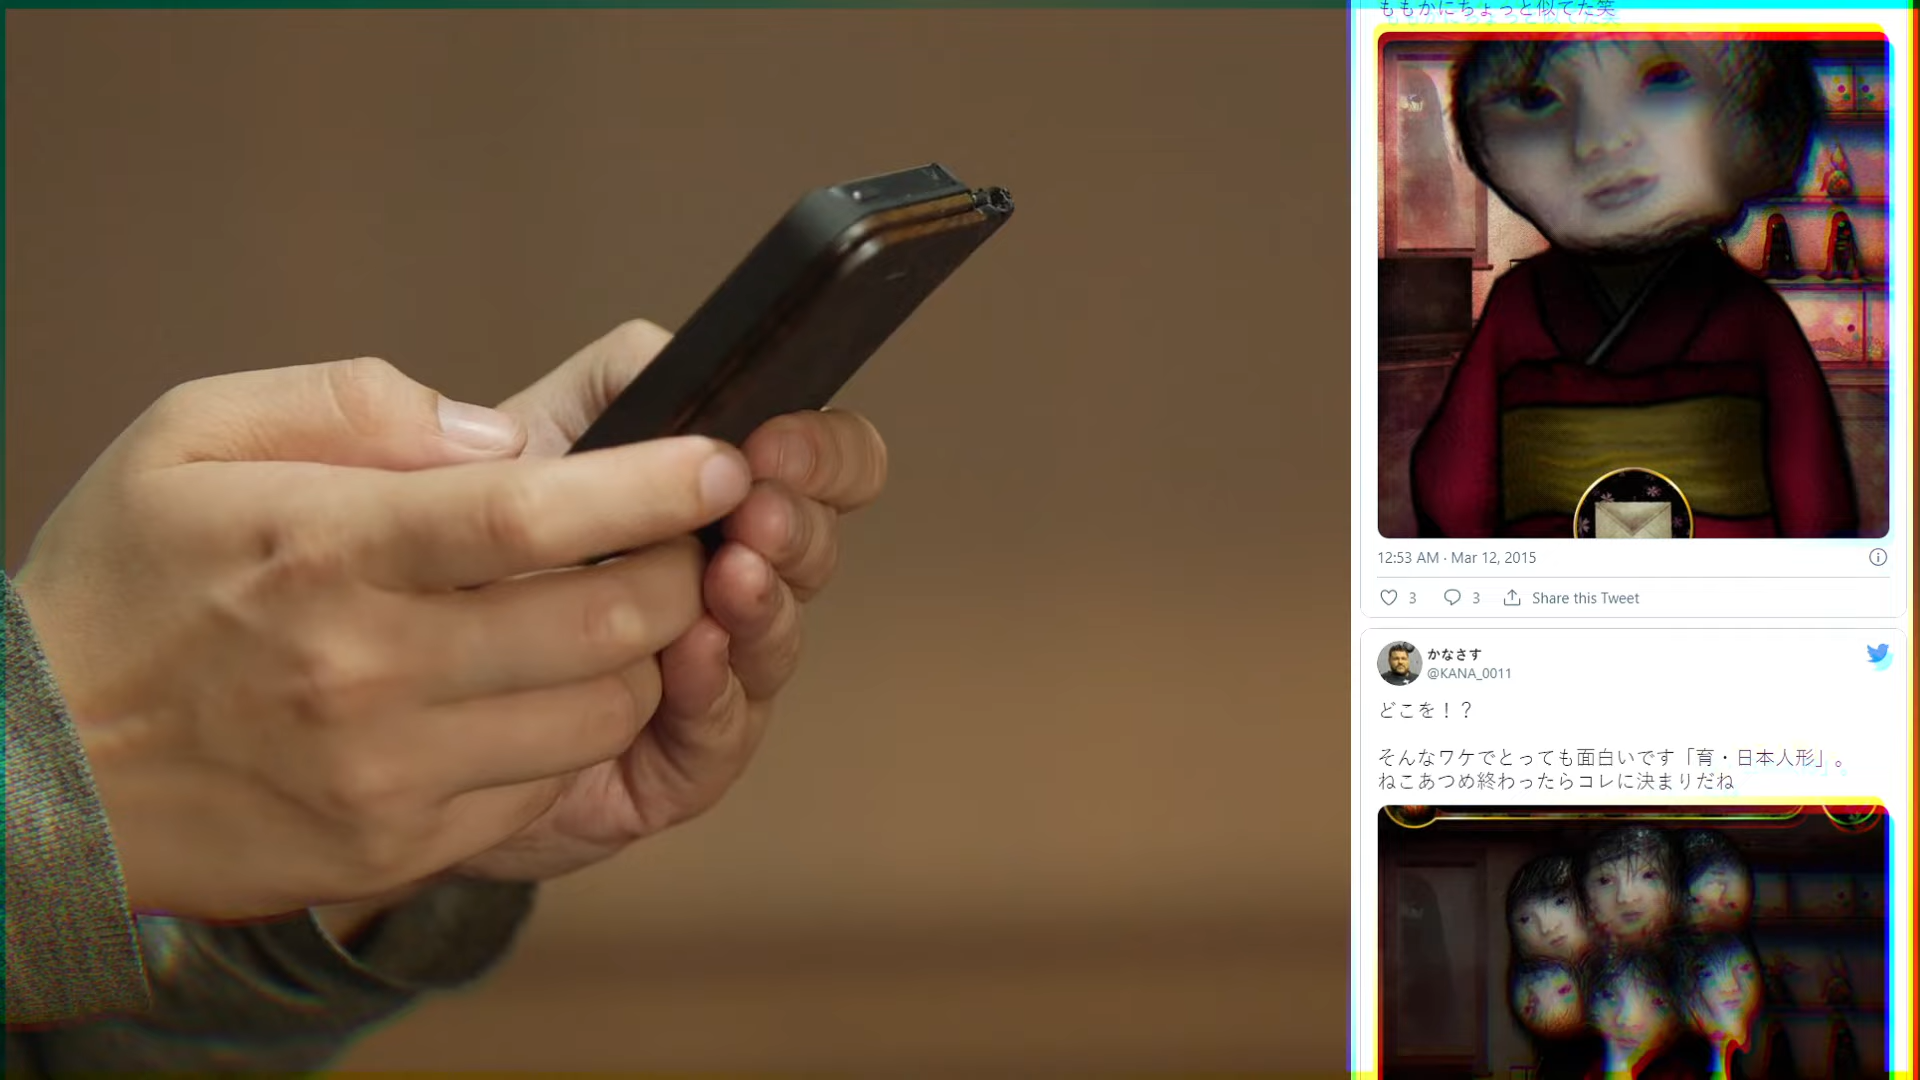 ももかにちょっと似てた笑
12:53 AM · Mar 12, 2015
3
3
Share this Tweet
かなさす
@KANA_0011
どこを！？
そんなワケでとっても面白いです「育・日本人形」。
ねこあつめ終わったらコレに決まりだね